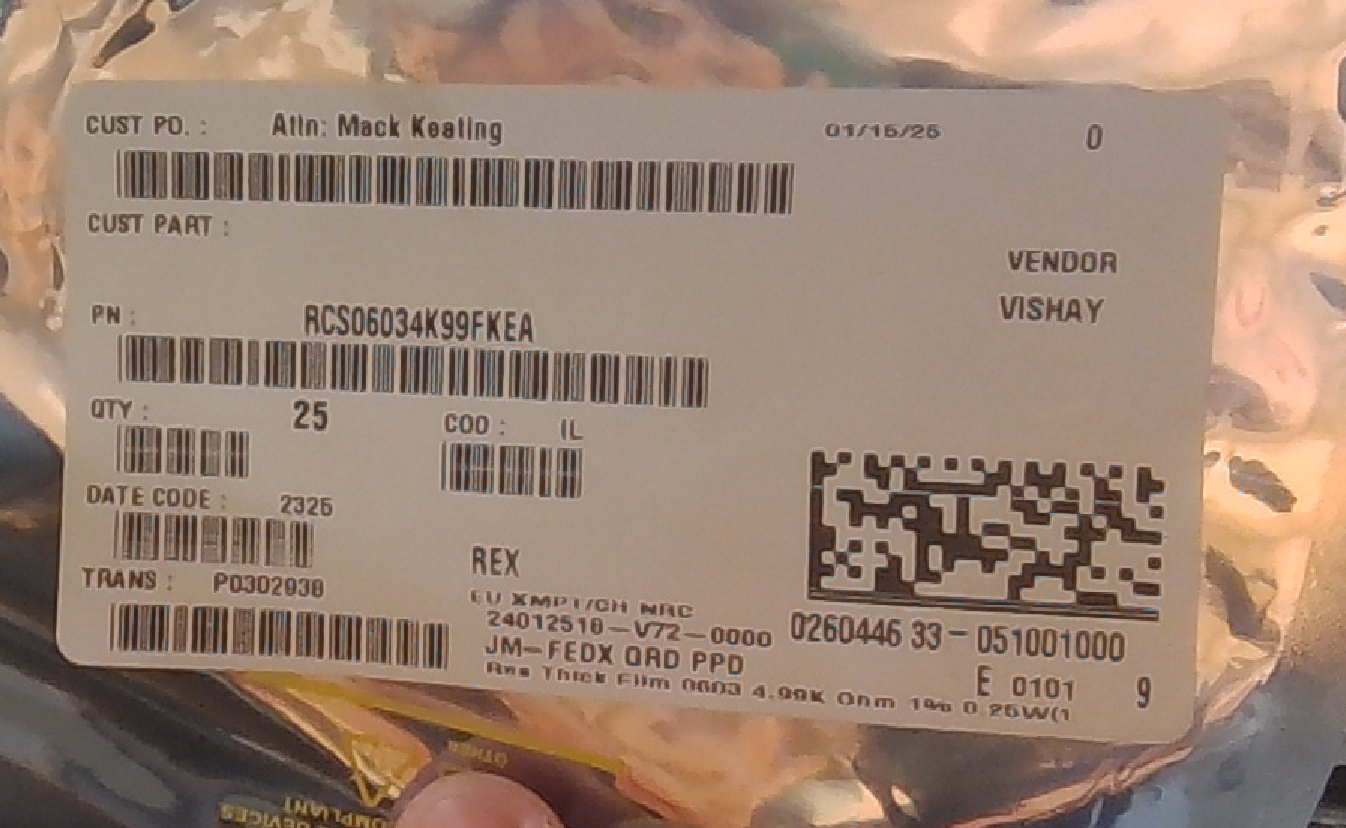 CUST PO. : Attn: Mack Keating 01/15/25 0
CUST PART :
VENDOR
VISHAY
PN : RCS06034K99FKEA
QTY : 25 COO : IL
DATE CODE : 2325
TRANS : P0302938
REX
EU XMPT/CH NRC
24012518-V72-0000
JM-FEDX GRD PPD
Res Thick Film 0603 4.99K Ohm 1% 0.25W(1
0260446 33- 051001000
E 0101 9
DEVICES